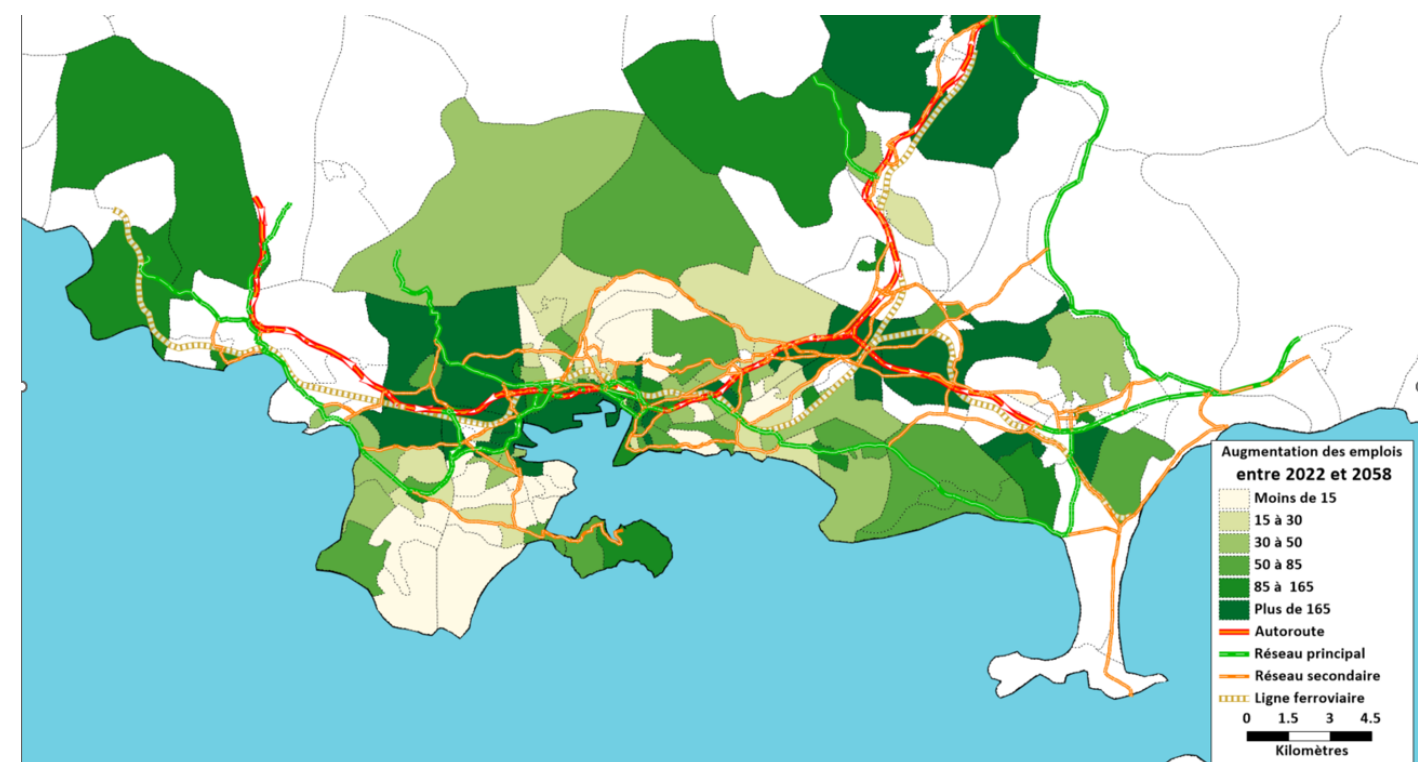 Augmentation des emplois
entre 2022 et 2058
Moins de 15
15 à 30
30 à 50
50 à 85
85 à 165
Plus de 165
Autoroute
Réseau principal
Réseau secondaire
Ligne ferroviaire
0 1.5 3 4.5
Kilomètres